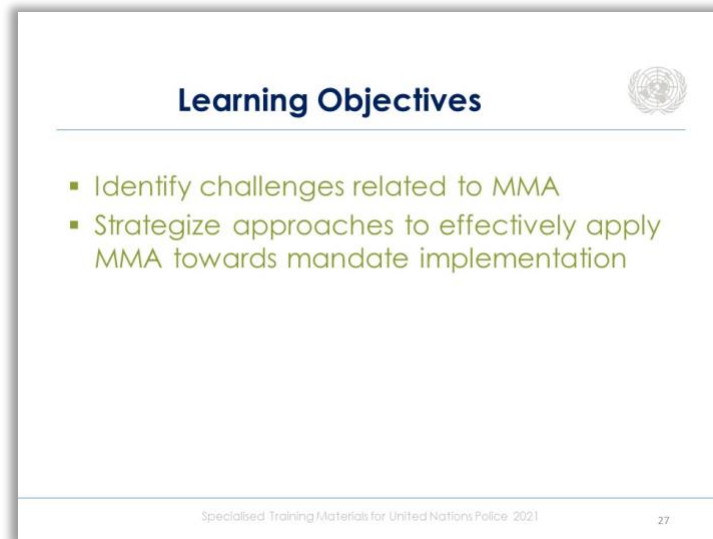 Learning Objectives
▪ Identify challenges related to MMA
▪ Strategize approaches to effectively apply
MMA towards mandate implementation
Specialised Training Materials for United Nations Police 2021
27